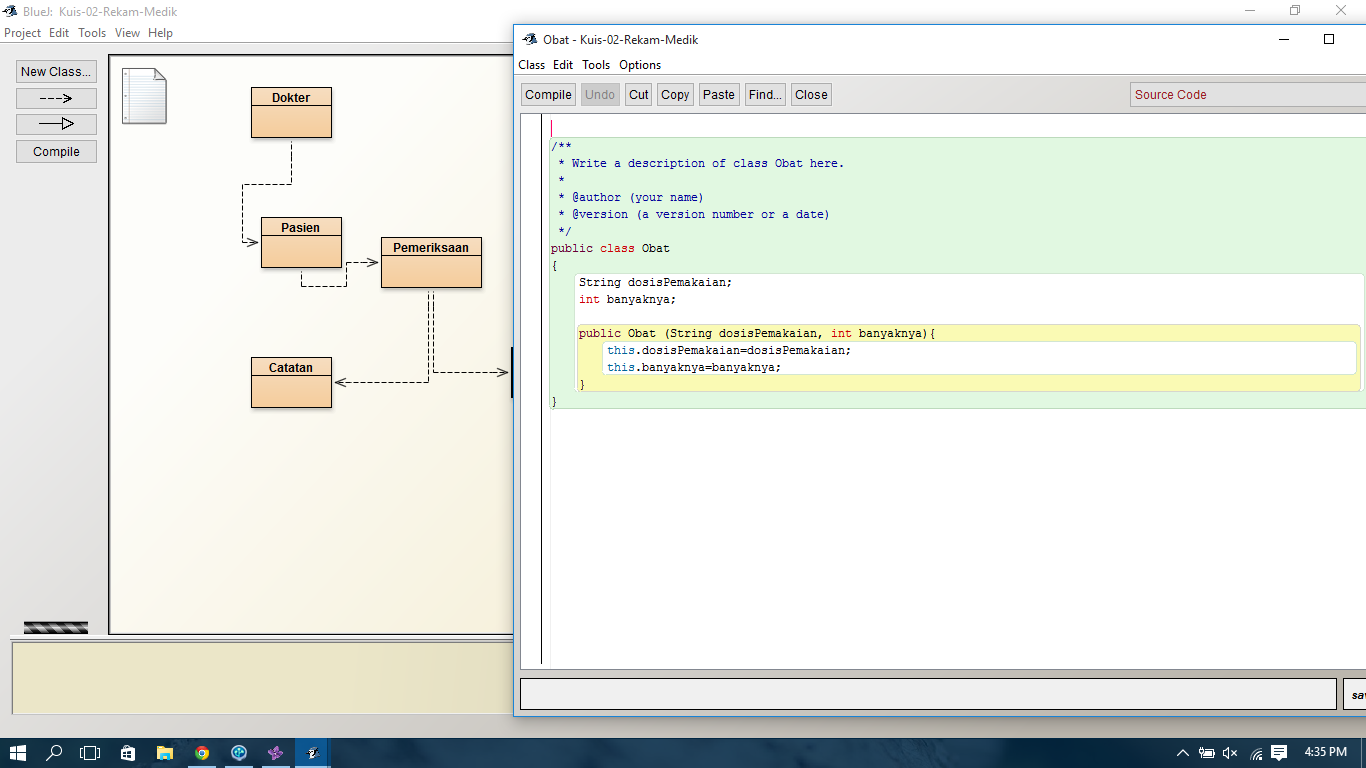 BlueJ: Kuis-02-Rekam-Medik
Project Edit Tools View Help
New Class...
Compile
Dokter
Pasien
Pemeriksaan
Catatan
Obat - Kuis-02-Rekam-Medik
Class Edit Tools Options
Compile Undo Cut Copy Paste Find... Close
Source Code
/**
* Write a description of class Obat here.
*
* @author (your name)
* @version (a version number or a date)
*/
public class Obat
{
String dosisPemakaian;
int banyaknya;
public Obat (String dosisPemakaian, int banyaknya){
this.dosisPemakaian=dosisPemakaian;
this.banyaknya=banyaknya;
}
}
sa
4:35 PM